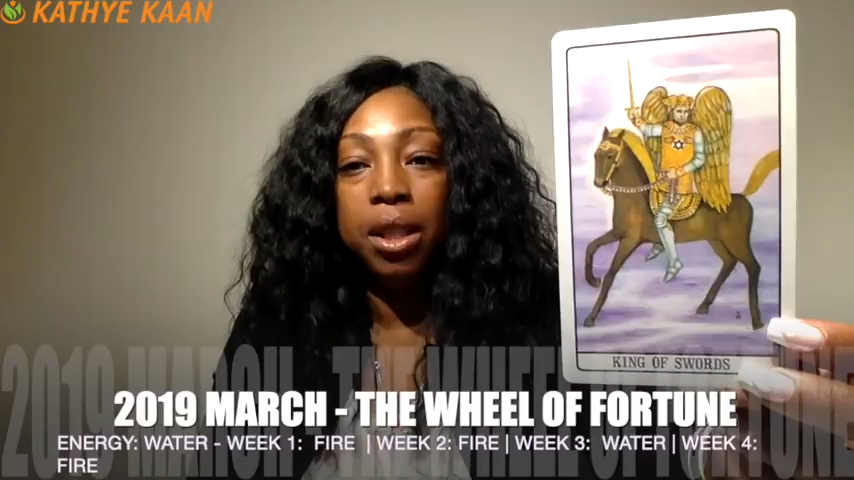 KATHYE KAAN
KING OF SWORDS
2019 MARCH - THE WHEEL OF FORTUNE
2019 MARCH - THE WHEEL OF FORTUNE
ENERGY: WATER - WEEK 1:  FIRE  | WEEK 2: FIRE | WEEK 3:  WATER | WEEK 4:
FIRE